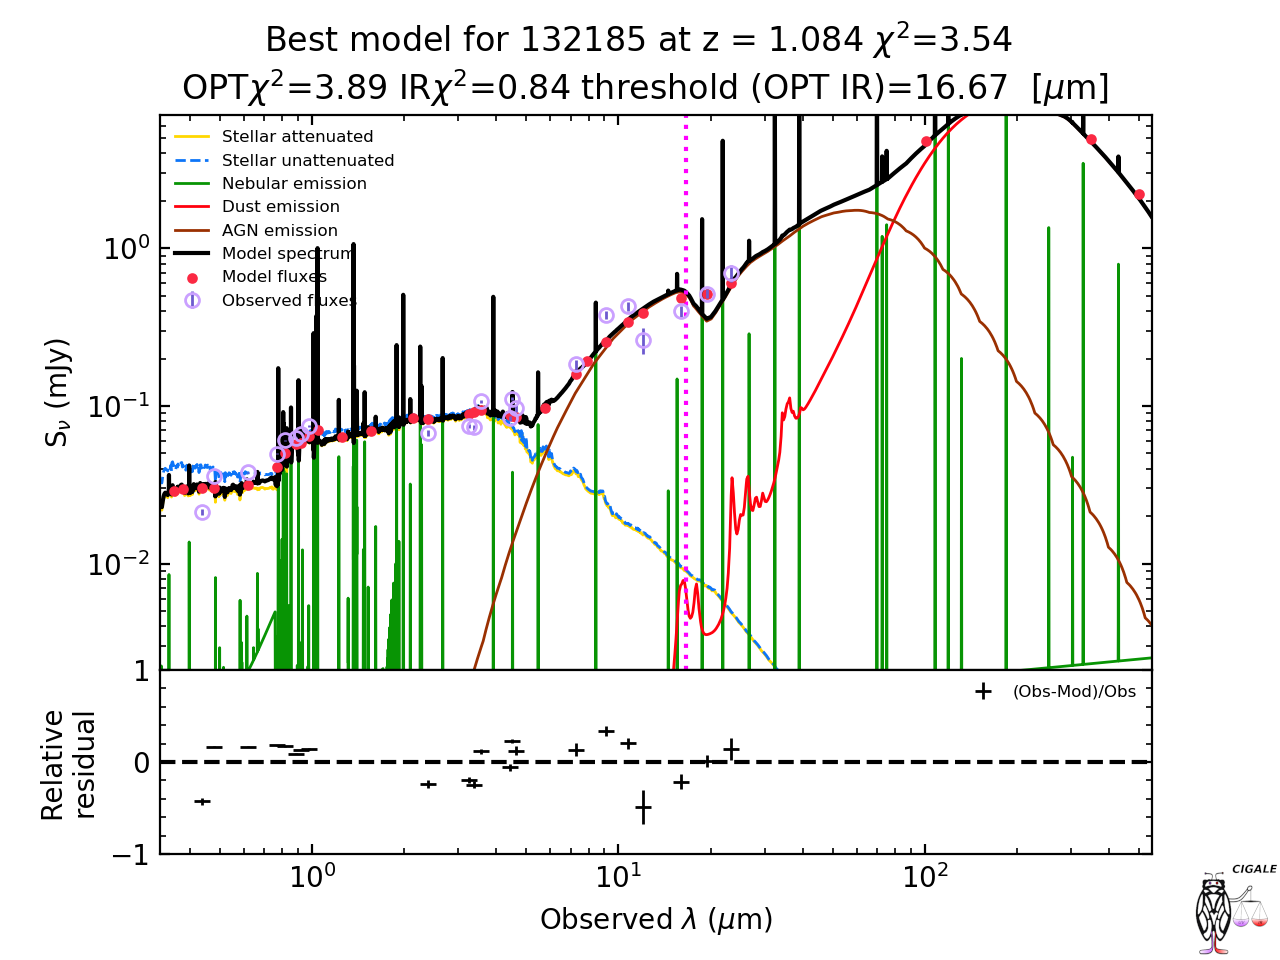 Best model for 132185 at z = 1.084 χ²=3.54
OPTχ²=3.89 IRχ²=0.84 threshold (OPT IR)=16.67 [μm]
Stellar attenuated
Stellar unattenuated
Nebular emission
Dust emission
AGN emission
Model spectrum
Model fluxes
Observed fluxes
10⁰
10⁻¹
10⁻²
S_ν (mJy)
1
0
−1
Relative
residual
(Obs-Mod)/Obs
10⁰ 10¹ 10²
Observed λ (μm)
CIGALE